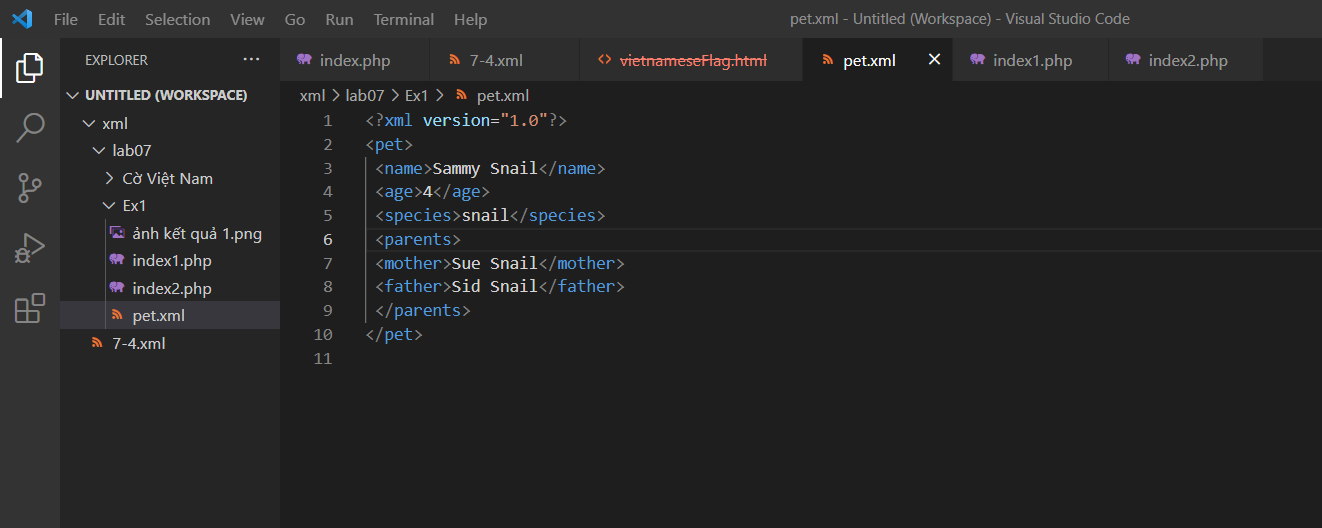 File Edit Selection View Go Run Terminal Help pet.xml - Untitled (Workspace) - Visual Studio Code
EXPLORER ···
index.php 7-4.xml vietnameseFlag.html pet.xml index1.php index2.php
UNTITLED (WORKSPACE)
xml
lab07
Cờ Việt Nam
Ex1
ảnh kết quả 1.png
index1.php
index2.php
pet.xml
7-4.xml
xml > lab07 > Ex1 > pet.xml
1 <?xml version="1.0"?>
2 <pet>
3 <name>Sammy Snail</name>
4 <age>4</age>
5 <species>snail</species>
6 <parents>
7 <mother>Sue Snail</mother>
8 <father>Sid Snail</father>
9 </parents>
10 </pet>
11